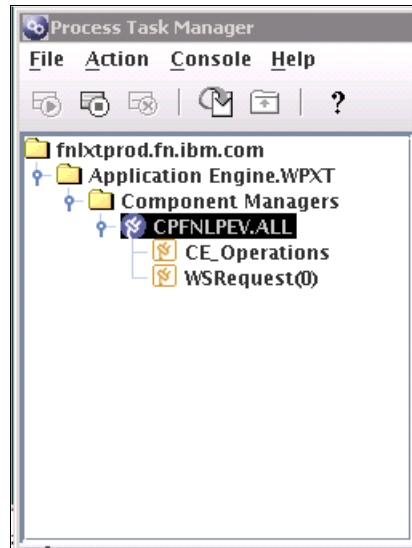 Process Task Manager
File Action Console Help
?
fnlxtprod.fn.ibm.com
Application Engine.WPXT
Component Managers
CPFNLPEV.ALL
CE_Operations
WSRequest(0)